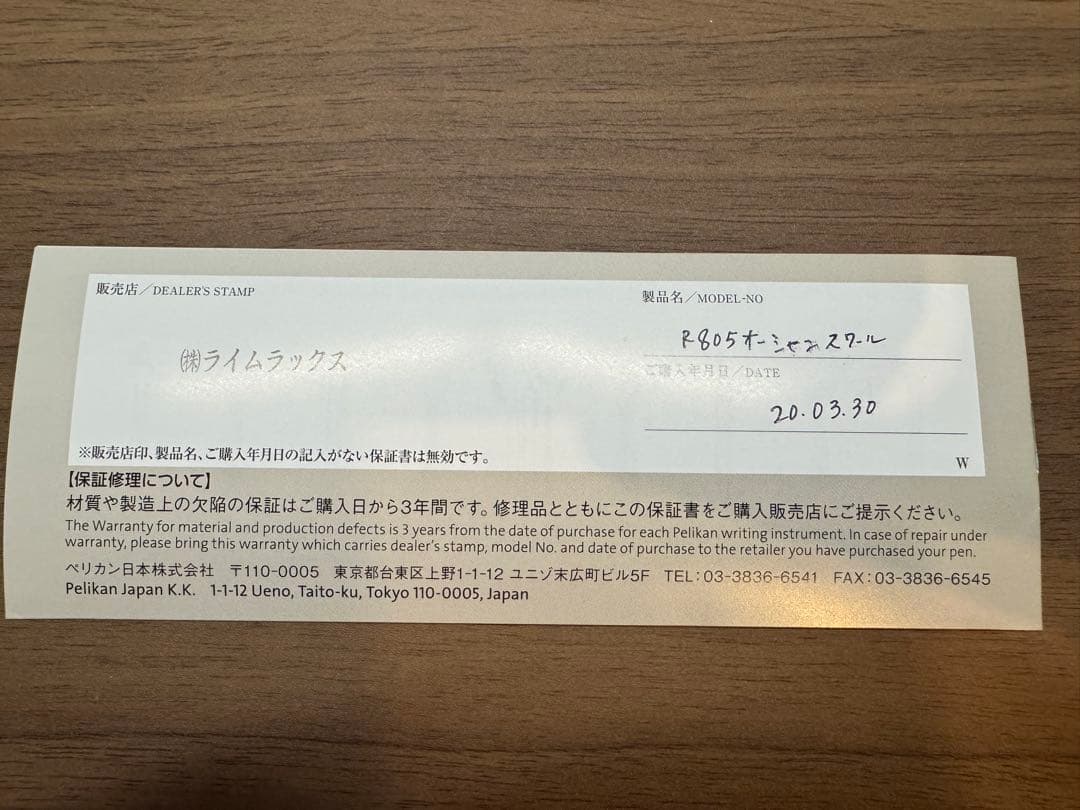 販売店／DEALER'S STAMP
㈱ライムラックス
製品名／MODEL-NO
R805オーシャンスワール
ご購入年月日／DATE
20.03.30
※販売店印、製品名、ご購入年月日の記入がない保証書は無効です。
W
【保証修理について】
材質や製造上の欠陥の保証はご購入日から3年間です。修理品とともにこの保証書をご購入販売店にご提示ください。
The Warranty for material and production defects is 3 years from the date of purchase for each Pelikan writing instrument. In case of repair under
warranty, please bring this warranty which carries dealer's stamp, model No. and date of purchase to the retailer you have purchased your pen.
ペリカン日本株式会社 〒110-0005 東京都台東区上野1-1-12 ユニゾ末広町ビル5F TEL：03-3836-6541 FAX：03-3836-6545
Pelikan Japan K.K. 1-1-12 Ueno, Taito-ku, Tokyo 110-0005, Japan